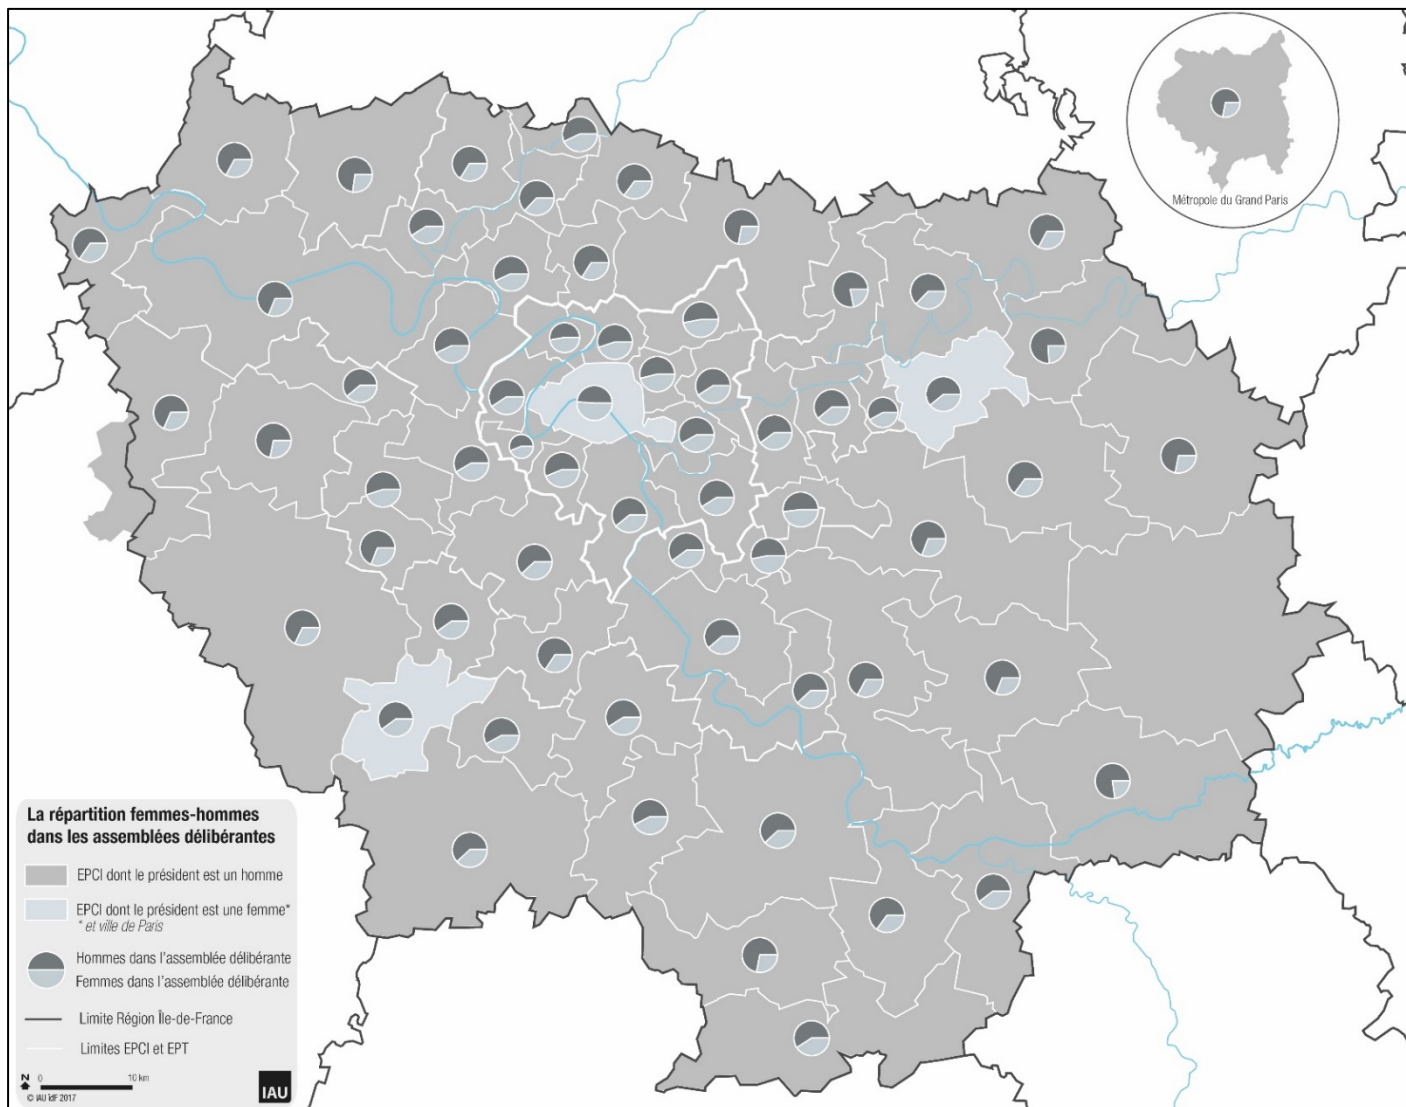 Métropole du Grand Paris
La répartition femmes-hommes
dans les assemblées délibérantes
EPCI dont le président est un homme
EPCI dont le président est une femme*
* et ville de Paris
Hommes dans l'assemblée délibérante
Femmes dans l'assemblée délibérante
Limite Région Île-de-France
Limites EPCI et EPT
N
0 10 km
© IAU îdF 2017
IAU